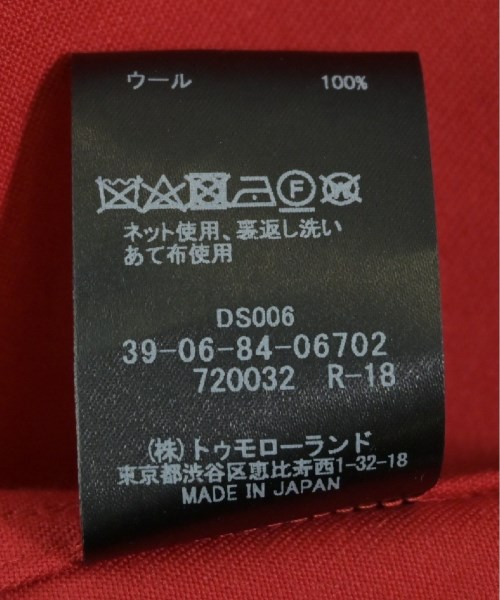 ウール 100%
ネット使用、裏返し洗い
あて布使用
DS006
39-06-84-06702
720032 R-18
(株)トゥモローランド
東京都渋谷区恵比寿西1-32-18
MADE IN JAPAN